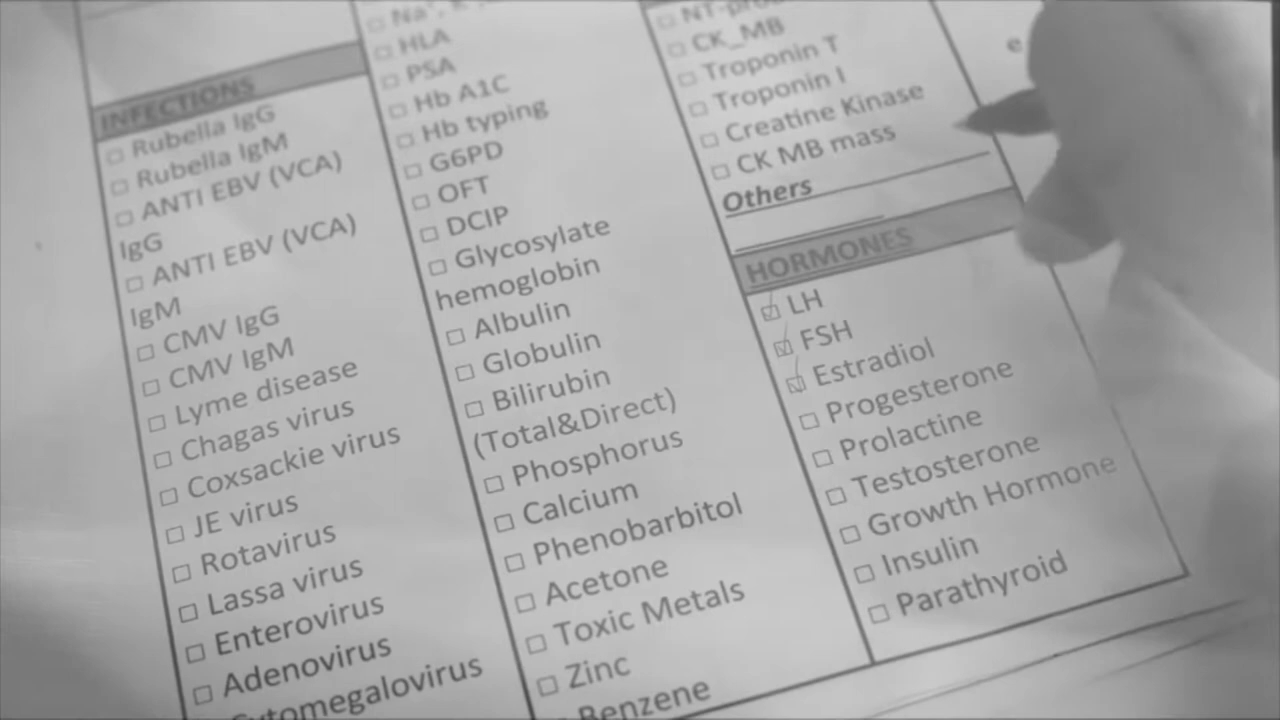 INFECTIONS
☐ Rubella IgG
☐ Rubella IgM
☐ ANTI EBV (VCA)
IgG
☐ ANTI EBV (VCA)
IgM
☐ CMV IgG
☐ CMV IgM
☐ Lyme disease
☐ Chagas virus
☐ Coxsackie virus
☐ JE virus
☐ Rotavirus
☐ Lassa virus
☐ Enterovirus
☐ Adenovirus
Cytomegalovirus
☐ HLA
☐ PSA
☐ Hb A1C
☐ Hb typing
☐ G6PD
☐ OFT
☐ DCIP
☐ Glycosylate
hemoglobin
☐ Albulin
☐ Globulin
☐ Bilirubin
(Total&Direct)
☐ Phosphorus
☐ Calcium
☐ Phenobarbitol
☐ Acetone
☐ Toxic Metals
☐ Zinc
Benzene
☐ CK_MB
☐ Troponin T
☐ Troponin I
☐ Creatine Kinase
☐ CK MB mass
Others
HORMONES
☑ LH
☑ FSH
☑ Estradiol
☐ Progesterone
☐ Prolactine
☐ Testosterone
☐ Growth Hormone
☐ Insulin
☐ Parathyroid